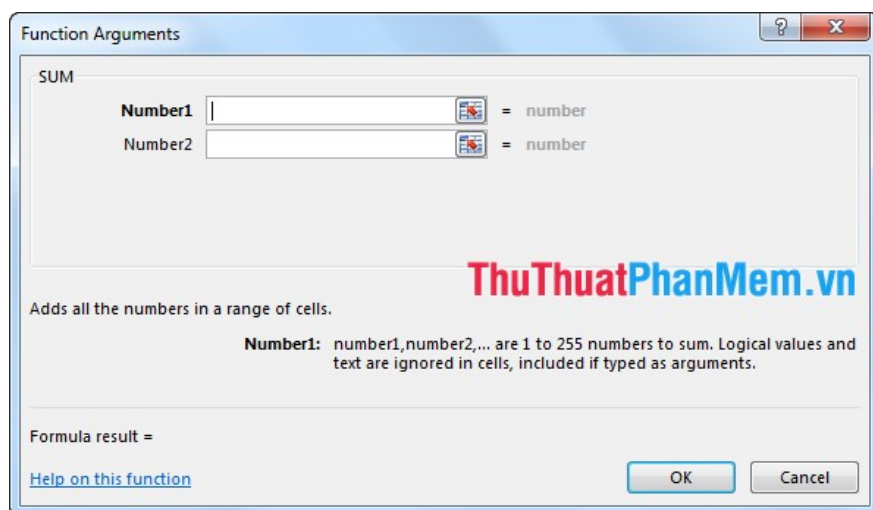 Function Arguments
SUM
Number1 = number
Number2 = number
ThuThuatPhanMem.vn
Adds all the numbers in a range of cells.
Number1: number1,number2,... are 1 to 255 numbers to sum. Logical values and
text are ignored in cells, included if typed as arguments.
Formula result =
Help on this function OK Cancel